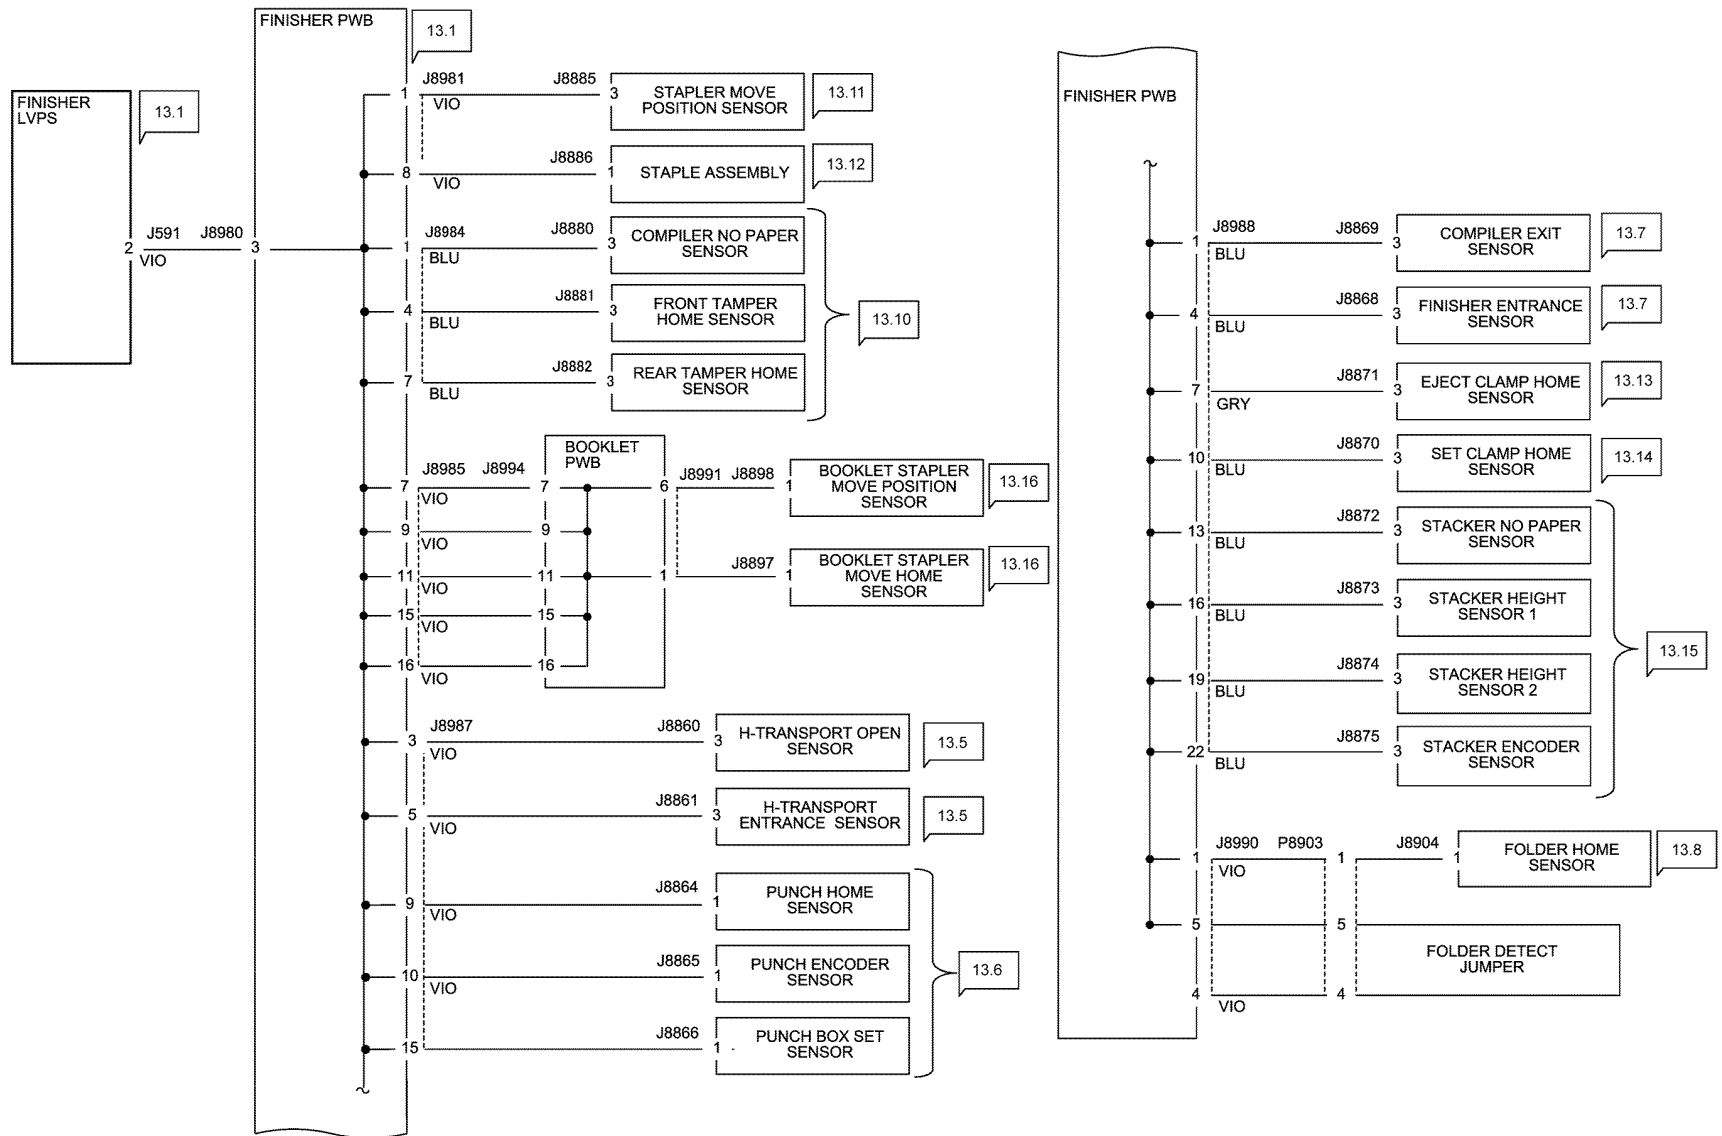 FINISHER PWB
13.1
FINISHER
LVPS
13.1
2
J591
VIO
J8980
3
1
J8981
VIO
J8885
3
STAPLER MOVE
POSITION SENSOR
13.11
8
VIO
J8886
1
STAPLE ASSEMBLY
13.12
1
J8984
BLU
J8880
3
COMPILER NO PAPER
SENSOR
4
BLU
J8881
3
FRONT TAMPER
HOME SENSOR
13.10
7
BLU
J8882
3
REAR TAMPER HOME
SENSOR
BOOKLET
PWB
7
J8985
VIO
J8994
7
6
J8991
J8898
1
BOOKLET STAPLER
MOVE POSITION
SENSOR
13.16
9
VIO
9
11
VIO
11
1
J8897
1
BOOKLET STAPLER
MOVE HOME
SENSOR
13.16
15
VIO
15
16
VIO
16
3
J8987
VIO
J8860
3
H-TRANSPORT OPEN
SENSOR
13.5
5
VIO
J8861
3
H-TRANSPORT
ENTRANCE SENSOR
13.5
9
VIO
J8864
1
PUNCH HOME
SENSOR
10
VIO
J8865
1
PUNCH ENCODER
SENSOR
13.6
15
J8866
1
PUNCH BOX SET
SENSOR
FINISHER PWB
1
J8988
BLU
J8869
3
COMPILER EXIT
SENSOR
13.7
4
BLU
J8868
3
FINISHER ENTRANCE
SENSOR
13.7
7
GRY
J8871
3
EJECT CLAMP HOME
SENSOR
13.13
10
BLU
J8870
3
SET CLAMP HOME
SENSOR
13.14
13
BLU
J8872
3
STACKER NO PAPER
SENSOR
16
BLU
J8873
3
STACKER HEIGHT
SENSOR 1
13.15
19
BLU
J8874
3
STACKER HEIGHT
SENSOR 2
22
BLU
J8875
3
STACKER ENCODER
SENSOR
1
J8990
VIO
P8903
1
J8904
1
FOLDER HOME
SENSOR
13.8
5
5
FOLDER DETECT
JUMPER
4
VIO
4